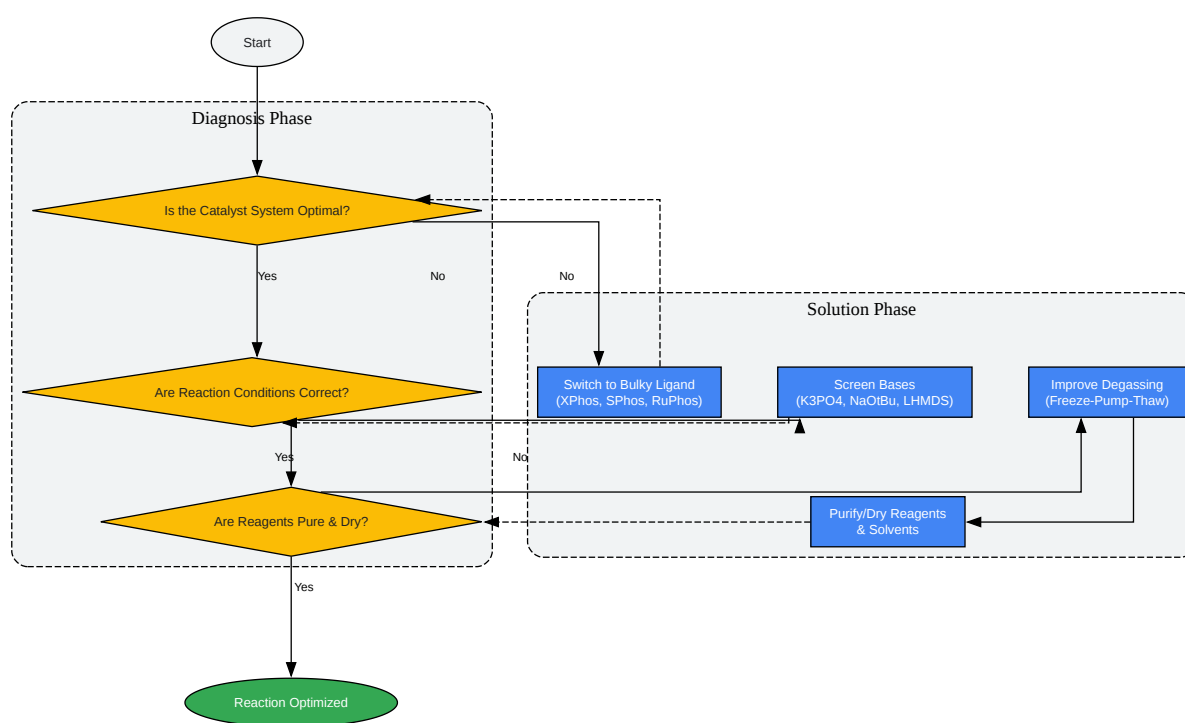 Start
Diagnosis Phase
Is the Catalyst System Optimal?
Yes
No
No
Solution Phase
Are Reaction Conditions Correct?
Switch to Bulky Ligand
(XPhos, SPhos, RuPhos)
Screen Bases
(K3PO4, NaOtBu, LHMDS)
Improve Degassing
(Freeze-Pump-Thaw)
Yes
No
Are Reagents Pure & Dry?
Purify/Dry Reagents
& Solvents
Yes
Reaction Optimized